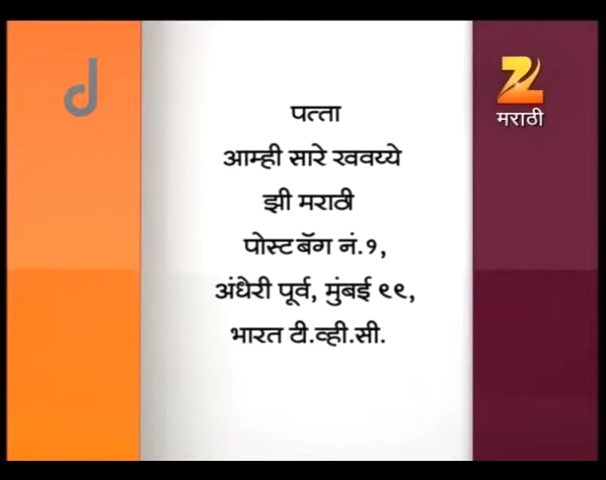 d
मराठी
पत्ता
आम्ही सारे खवय्ये
झी मराठी
पोस्ट बॅग नं.१,
अंधेरी पूर्व, मुंबई ९९,
भारत टी.व्ही.सी.